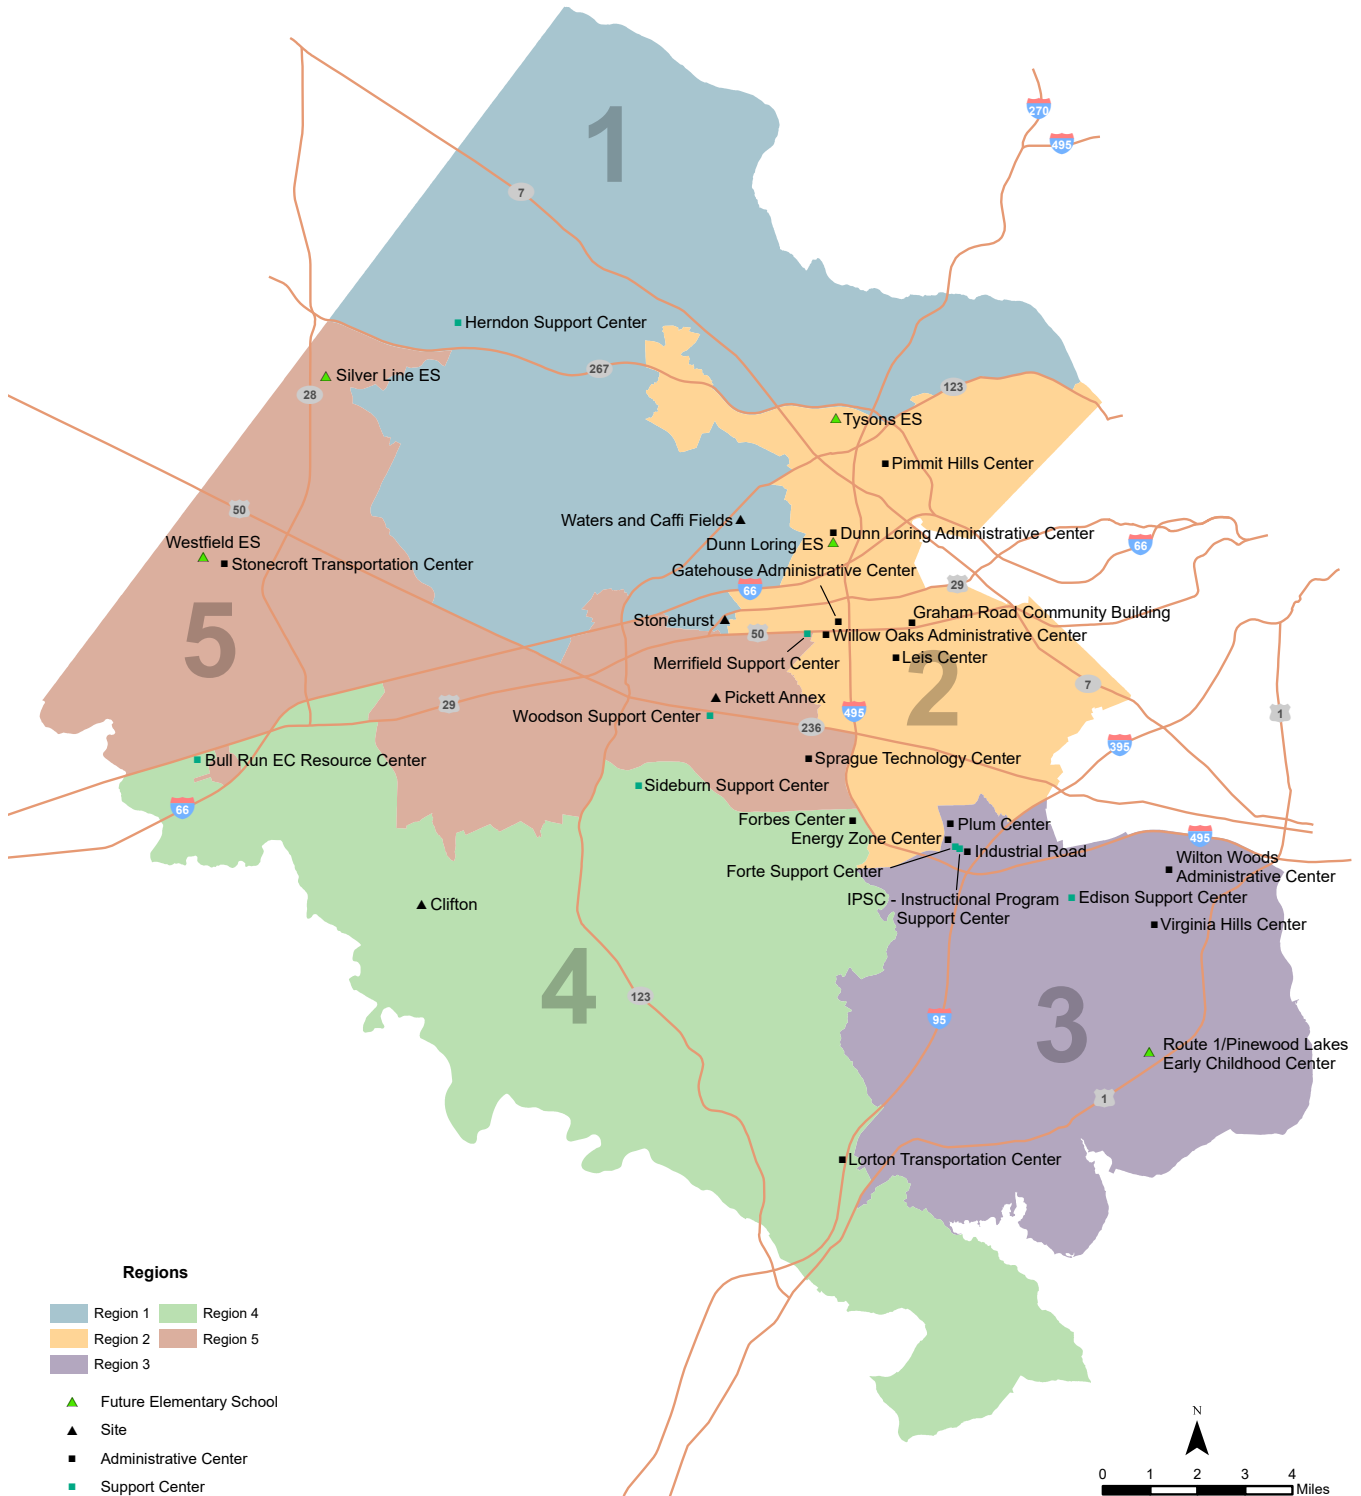 270
495
1
7
Herndon Support Center
267
Silver Line ES
28
123
Tysons ES
Pimmit Hills Center
50
Waters and Caffi Fields
Dunn Loring Administrative Center
Westfield ES
Dunn Loring ES
66
Stonecroft Transportation Center
Gatehouse Administrative Center
66
29
Graham Road Community Building
Stonehurst
50
Willow Oaks Administrative Center
5
Merrifield Support Center
Leis Center
2
7
Pickett Annex
29
Woodson Support Center
495
1
236
395
Bull Run EC Resource Center
Sprague Technology Center
Sideburn Support Center
66
Forbes Center
Plum Center
Energy Zone Center
495
Industrial Road
Wilton Woods
Administrative Center
Forte Support Center
IPSC - Instructional Program
Support Center
Edison Support Center
Clifton
Virginia Hills Center
4
123
95
3
Route 1/Pinewood Lakes
Early Childhood Center
1
Lorton Transportation Center
Regions
Region 1
Region 4
Region 2
Region 5
Region 3
Future Elementary School
Site
Administrative Center
Support Center
N
0 1 2 3 4
Miles